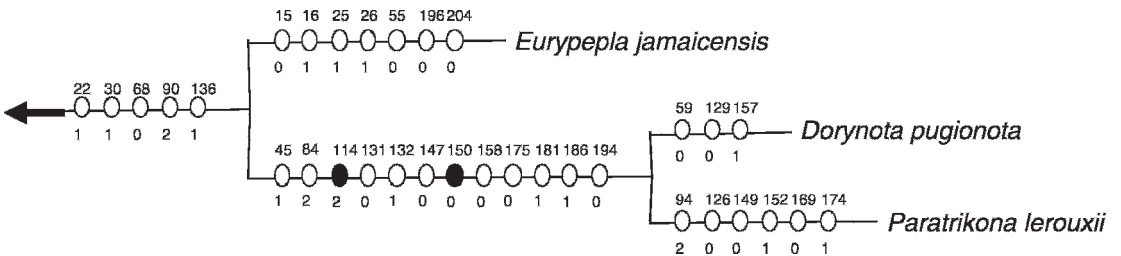 15 16 25 26 55 196 204
Eurypepla jamaicensis
0 1 1 1 0 0 0
22 30 68 90 136
1 1 0 2 1
59 129 157
Dorynota pugionota
0 0 1
45 84 114 131 132 147 150 158 175 181 186 194
1 2 2 0 1 0 0 0 0 1 1 0
94 126 149 152 169 174
Paratrikona lerouxii
2 0 0 1 0 1